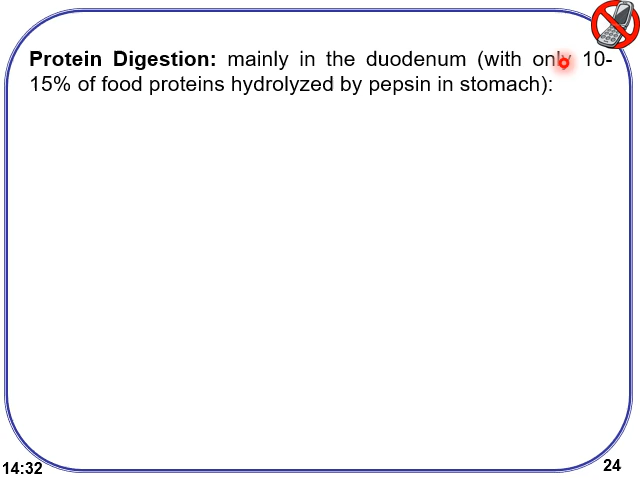 Protein Digestion: mainly in the duodenum (with only 10-
15% of food proteins hydrolyzed by pepsin in stomach):
14:32
24